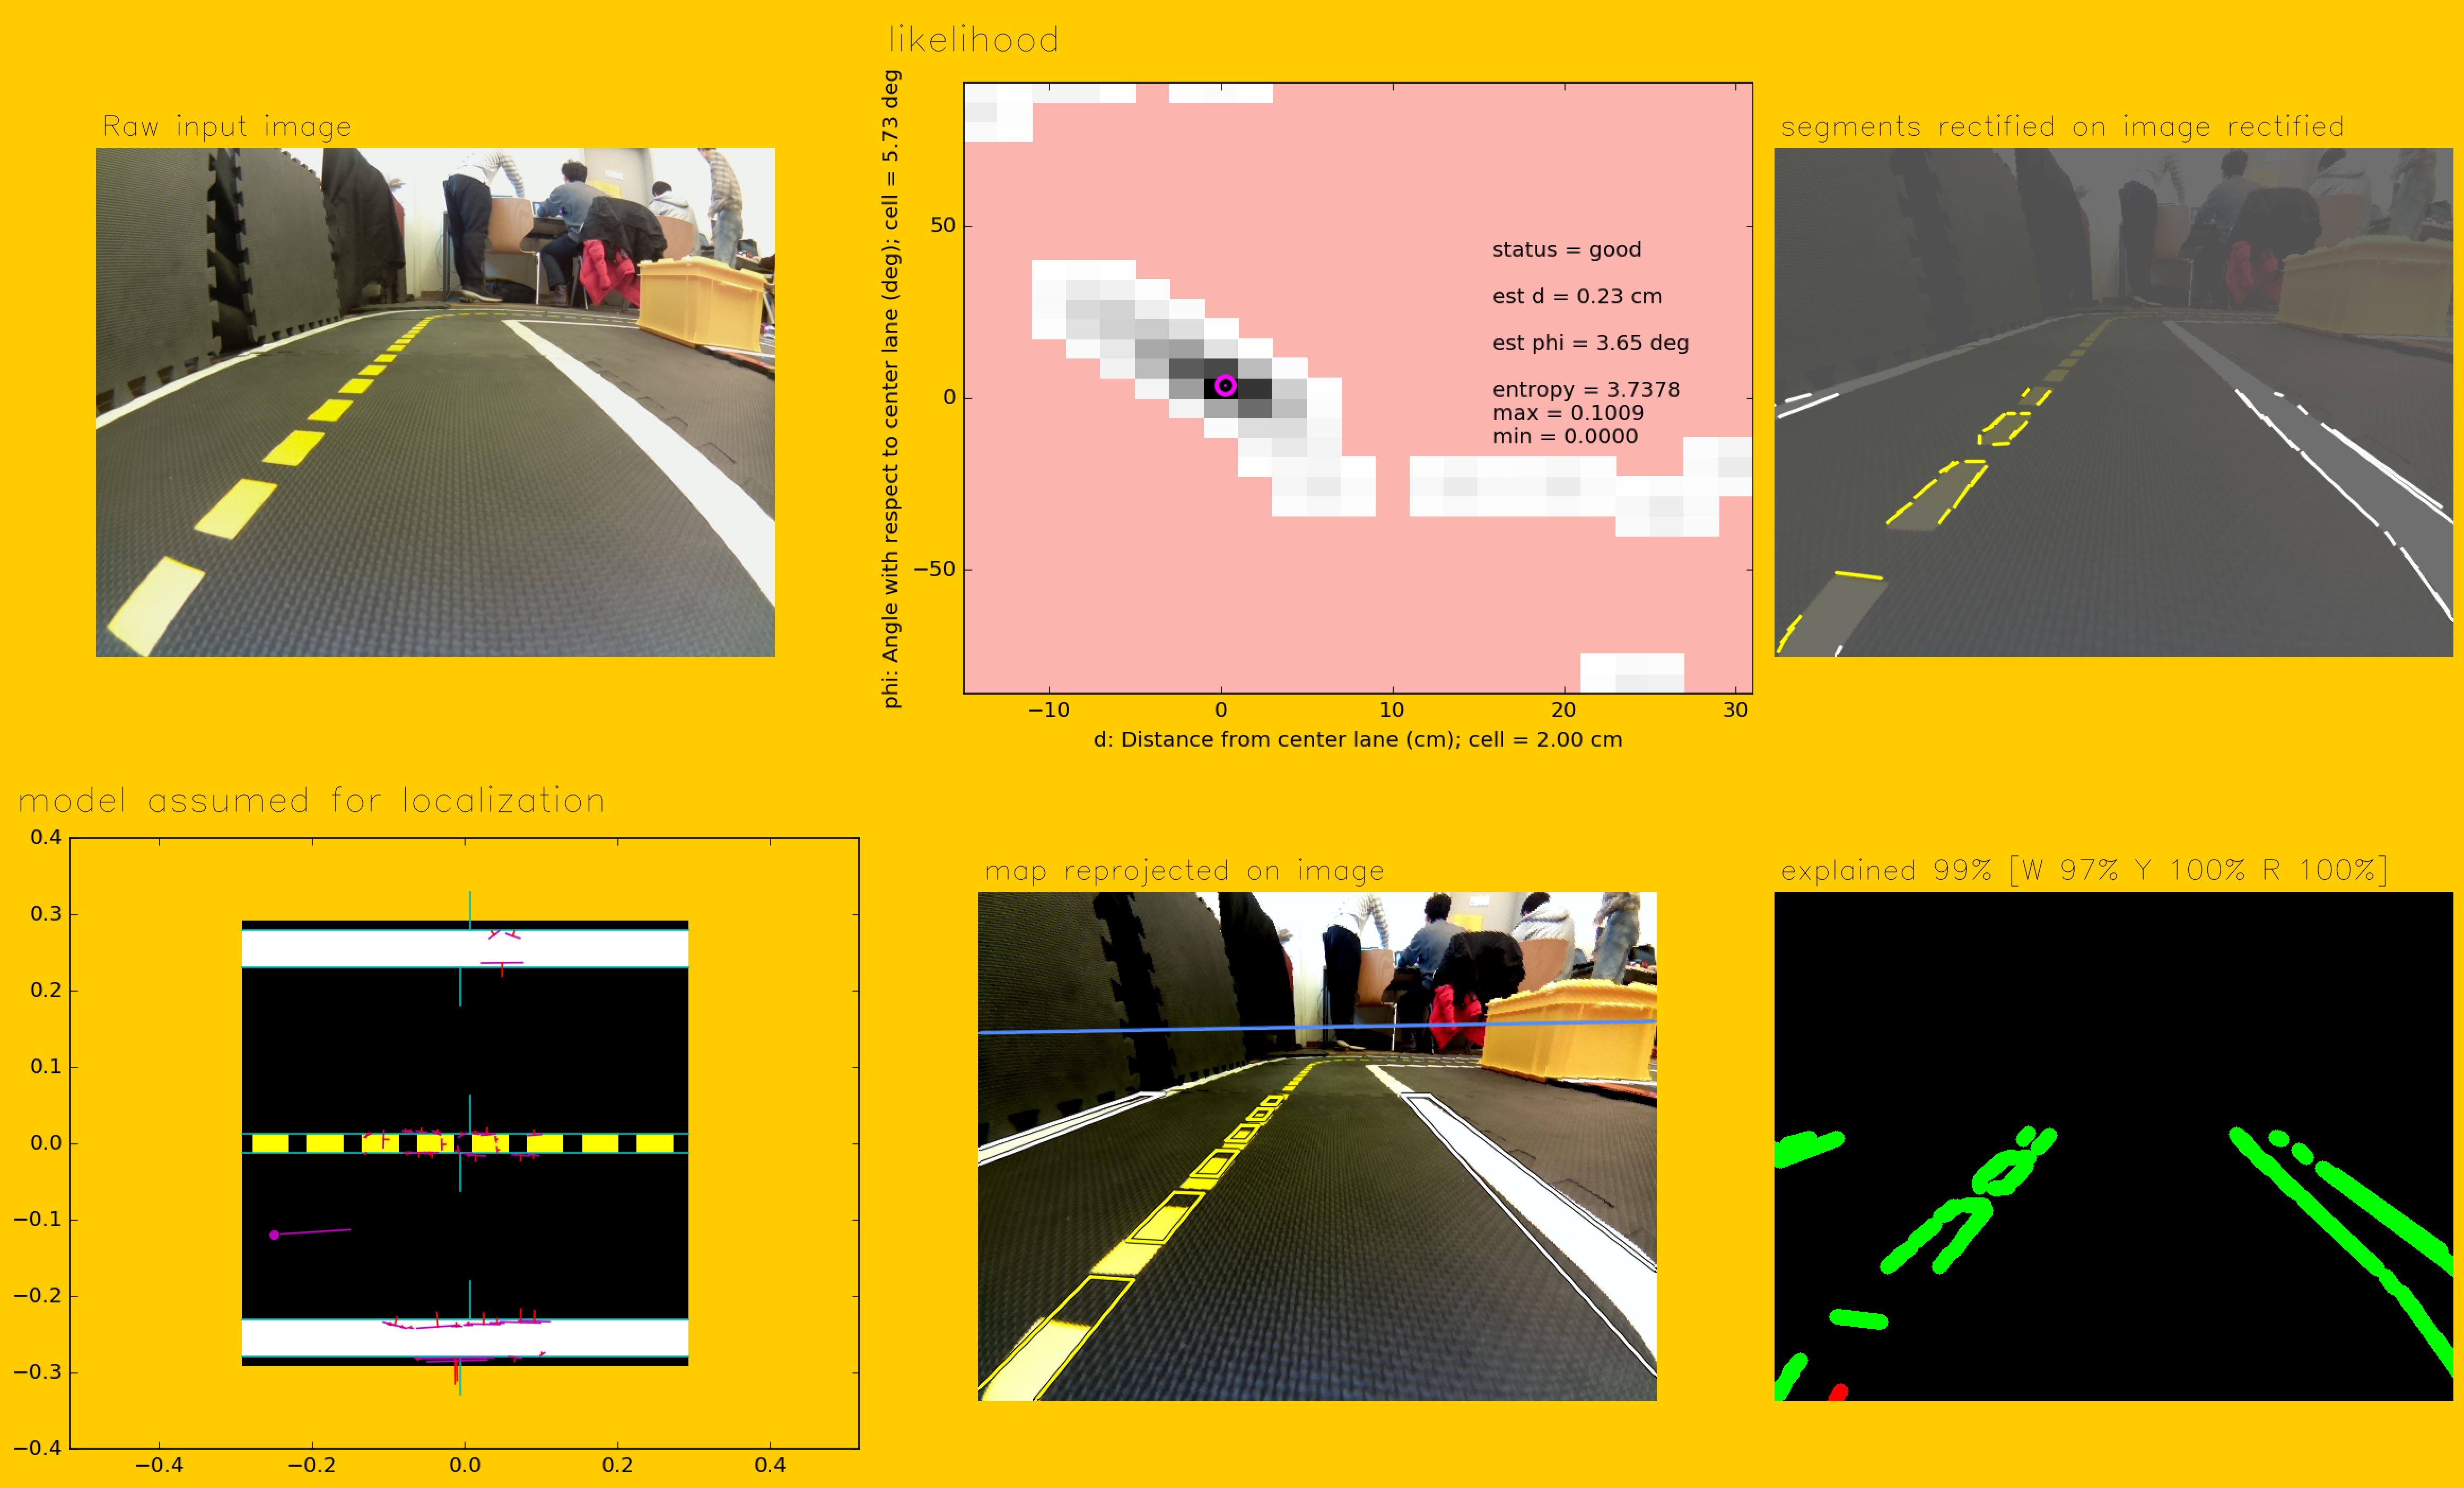 likelihood
Raw input image
segments rectified on image rectified
phi: Angle with respect to center lane (deg); cell = 5.73 deg
50
0
−50
status = good
est d = 0.23 cm
est phi = 3.65 deg
entropy = 3.7378
max = 0.1009
min = 0.0000
−10 0 10 20 30
d: Distance from center lane (cm); cell = 2.00 cm
model assumed for localization
0.4
0.3
0.2
0.1
0.0
−0.1
−0.2
−0.3
−0.4
−0.4 −0.2 0.0 0.2 0.4
map reprojected on image
explained 99% [W 97% Y 100% R 100%]